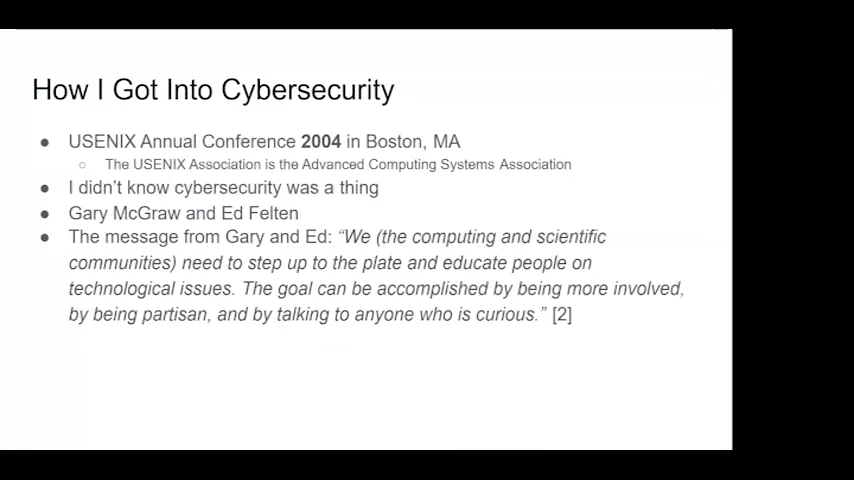 How I Got Into Cybersecurity
● USENIX Annual Conference 2004 in Boston, MA
○ The USENIX Association is the Advanced Computing Systems Association
● I didn't know cybersecurity was a thing
● Gary McGraw and Ed Felten
● The message from Gary and Ed: “We (the computing and scientific
communities) need to step up to the plate and educate people on
technological issues. The goal can be accomplished by being more involved,
by being partisan, and by talking to anyone who is curious.” [2]